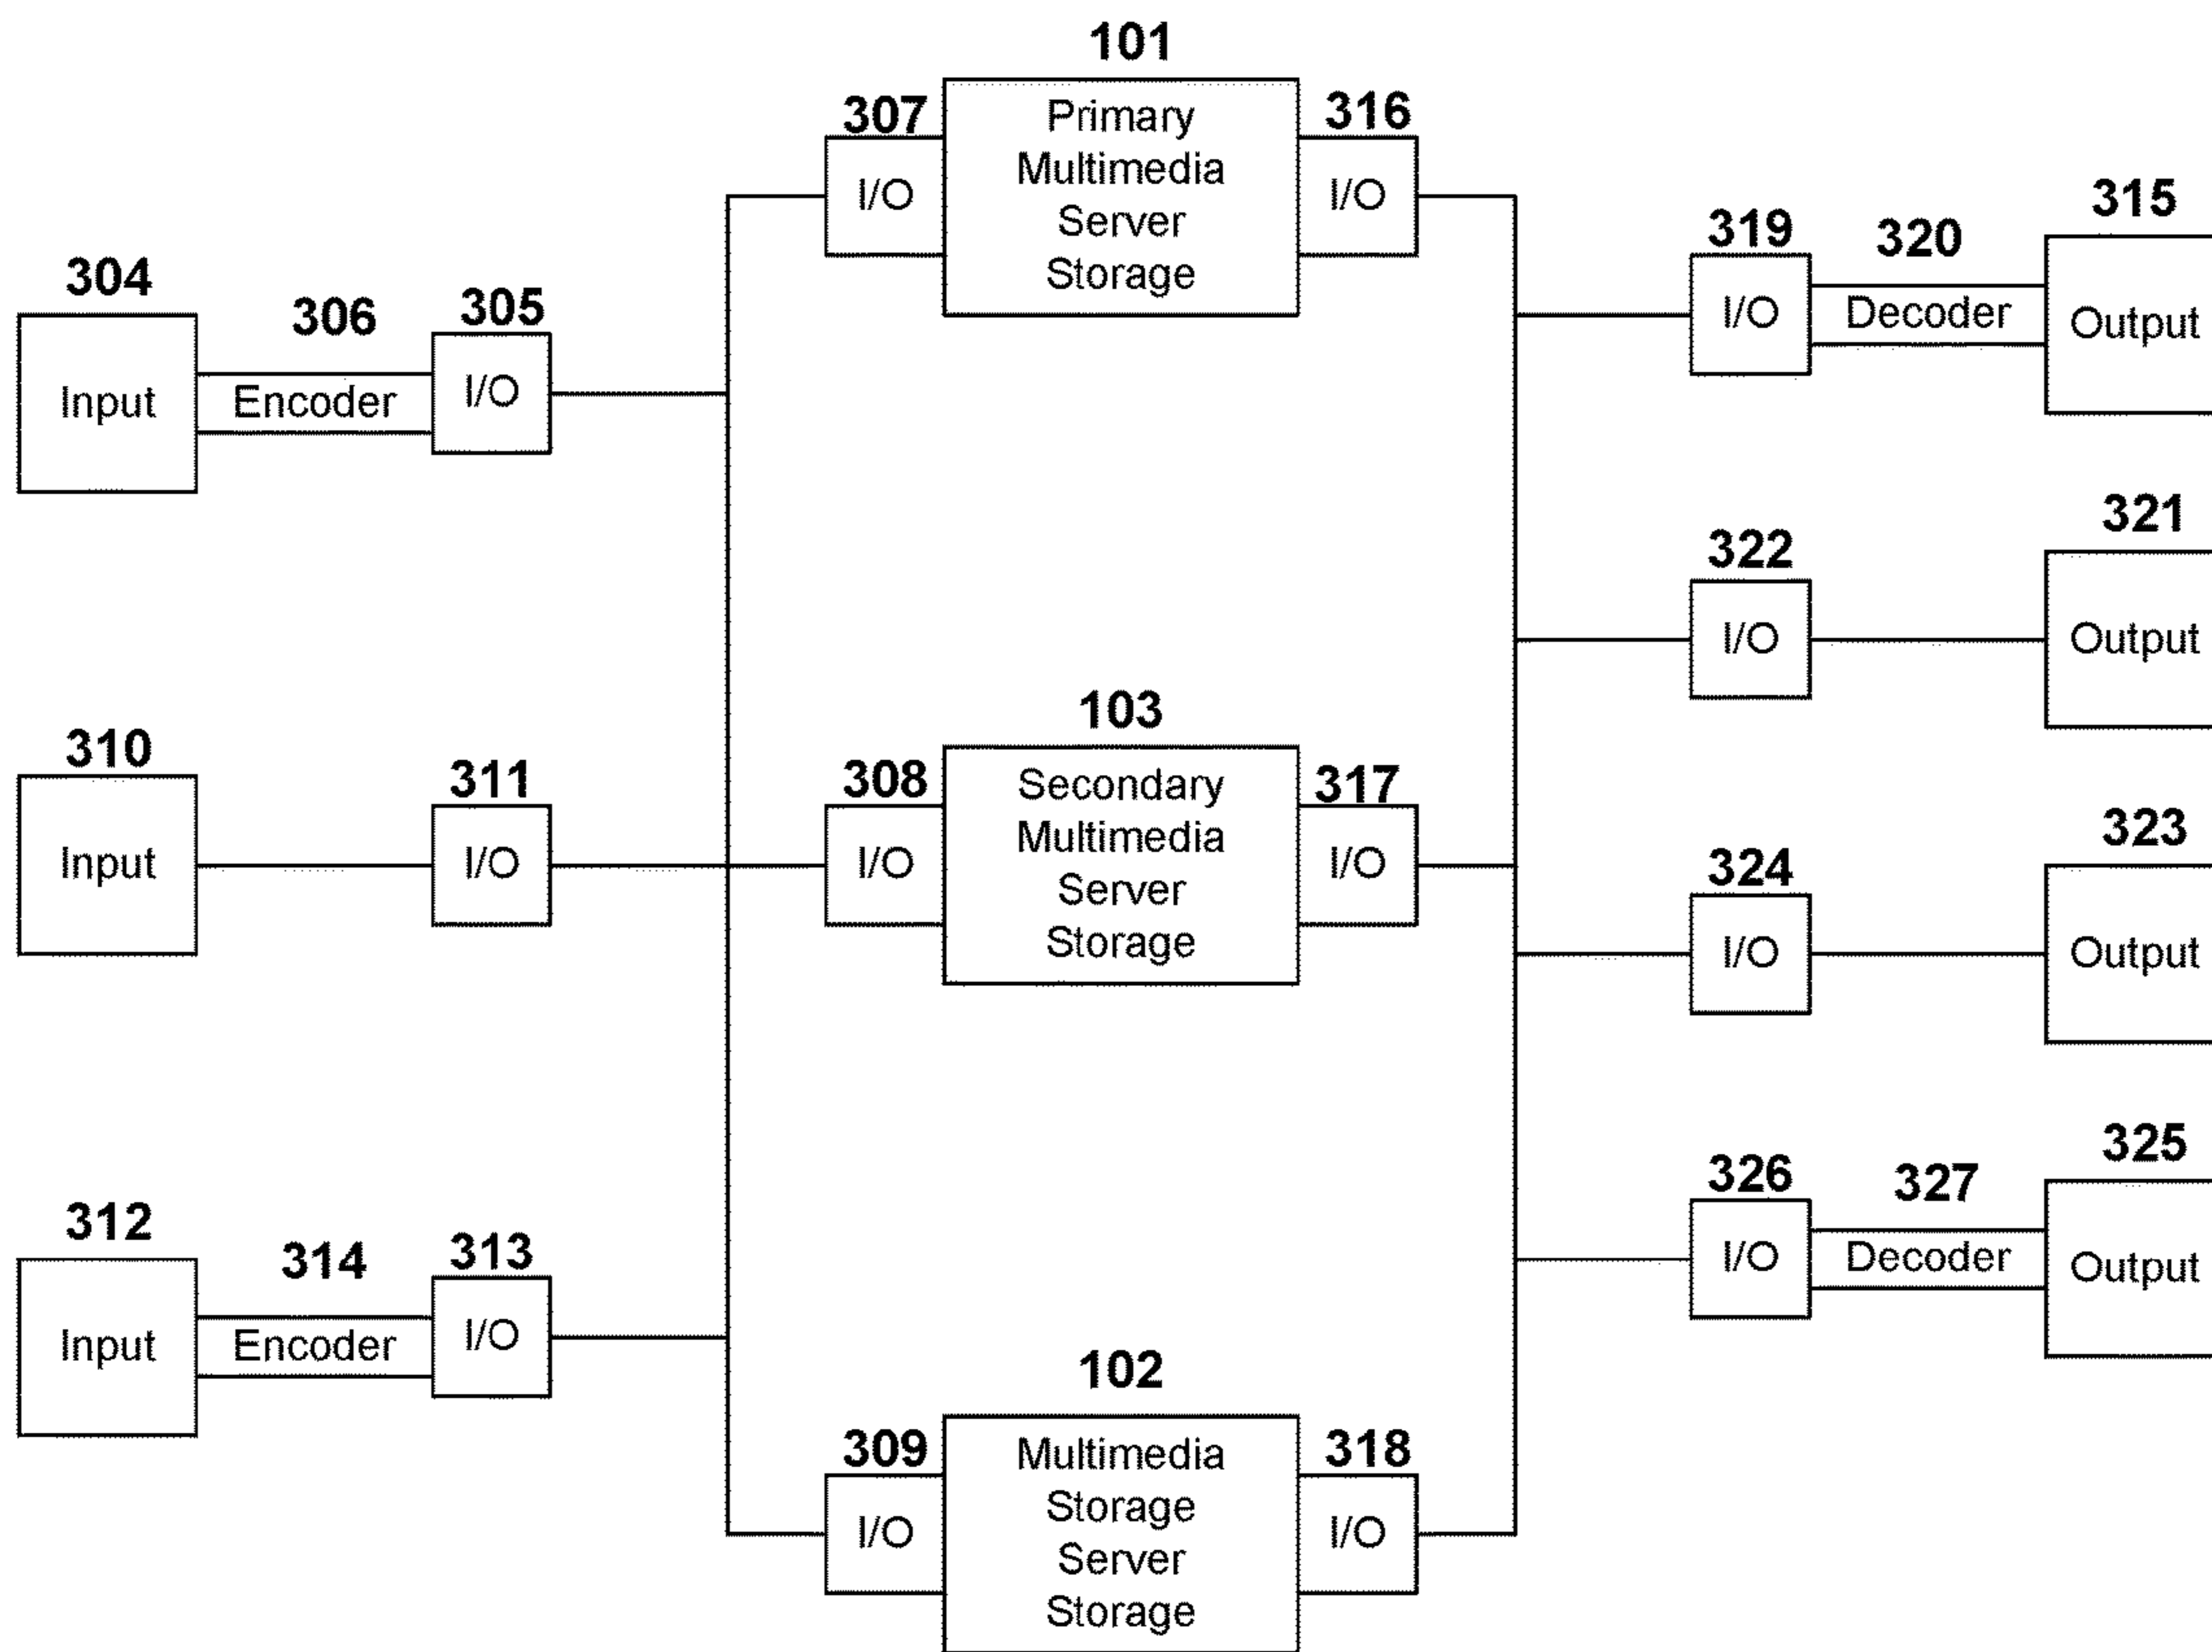 101
307
Primary
Multimedia
Server
Storage
316
I/O
I/O
304
306
305
Input
Encoder
I/O
319
320
315
I/O
Decoder
Output
322
321
I/O
Output
310
311
Input
I/O
103
308
Secondary
Multimedia
Server
Storage
317
I/O
I/O
324
323
I/O
Output
312
314
313
Input
Encoder
I/O
326
327
325
I/O
Decoder
Output
102
309
Multimedia
Storage
Server
Storage
318
I/O
I/O